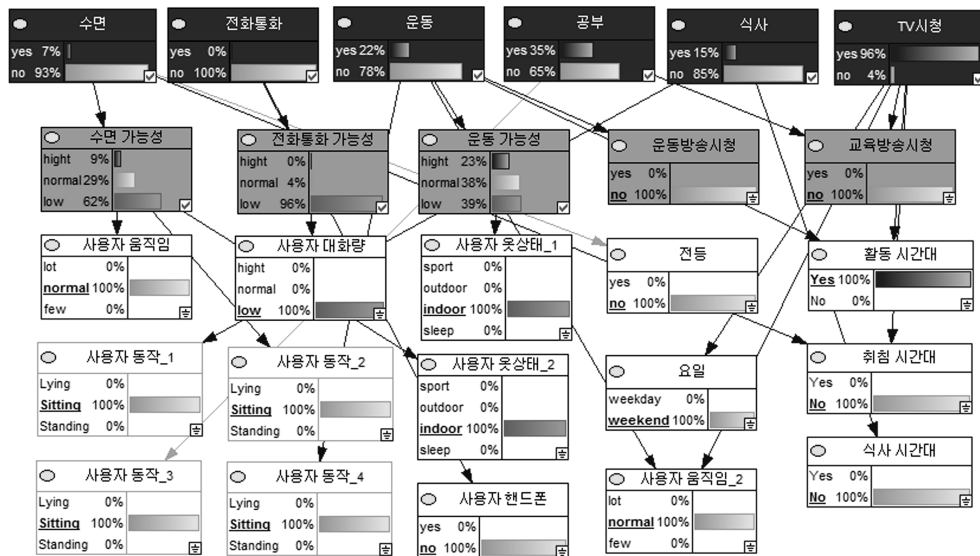 수면
yes 7%
no 93%
전화통화
yes 0%
no 100%
운동
yes 22%
no 78%
공부
yes 35%
no 65%
식사
yes 15%
no 85%
TV시청
yes 96%
no 4%
수면 가능성
hight 9%
normal 29%
low 62%
전화통화 가능성
hight 0%
normal 4%
low 96%
운동 가능성
hight 23%
normal 38%
low 39%
운동방송시청
yes 0%
no 100%
교육방송시청
yes 0%
no 100%
사용자 움직임
lot 0%
normal 100%
few 0%
사용자 대화량
hight 0%
normal 0%
low 100%
사용자 옷상태_1
sport 0%
outdoor 0%
indoor 100%
sleep 0%
전등
yes 0%
no 100%
활동 시간대
Yes 100%
No 0%
사용자 동작_1
Lying 0%
Sitting 100%
Standing 0%
사용자 동작_2
Lying 0%
Sitting 100%
Standing 0%
사용자 옷상태_2
sport 0%
outdoor 0%
indoor 100%
sleep 0%
요일
weekday 0%
weekend 100%
취침 시간대
Yes 0%
No 100%
사용자 동작_3
Lying 0%
Sitting 100%
Standing 0%
사용자 동작_4
Lying 0%
Sitting 100%
Standing 0%
사용자 핸드폰
yes 0%
no 100%
사용자 움직임_2
lot 0%
normal 100%
few 0%
식사 시간대
Yes 0%
No 100%